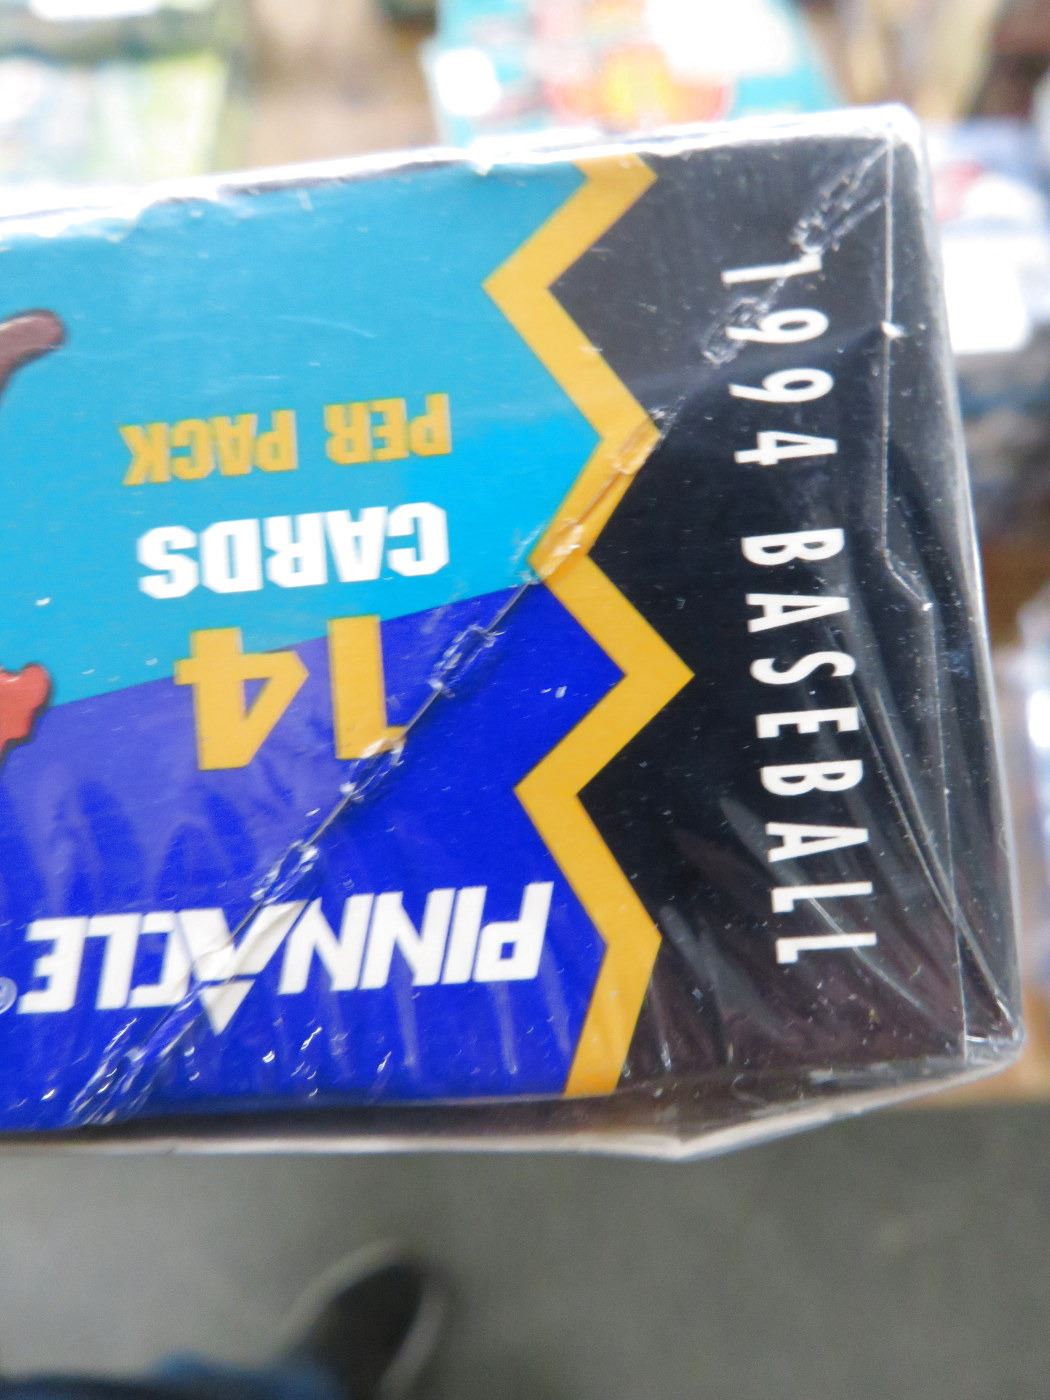 PINNACLE®
14
CARDS
PER PACK
1994 BASEBALL